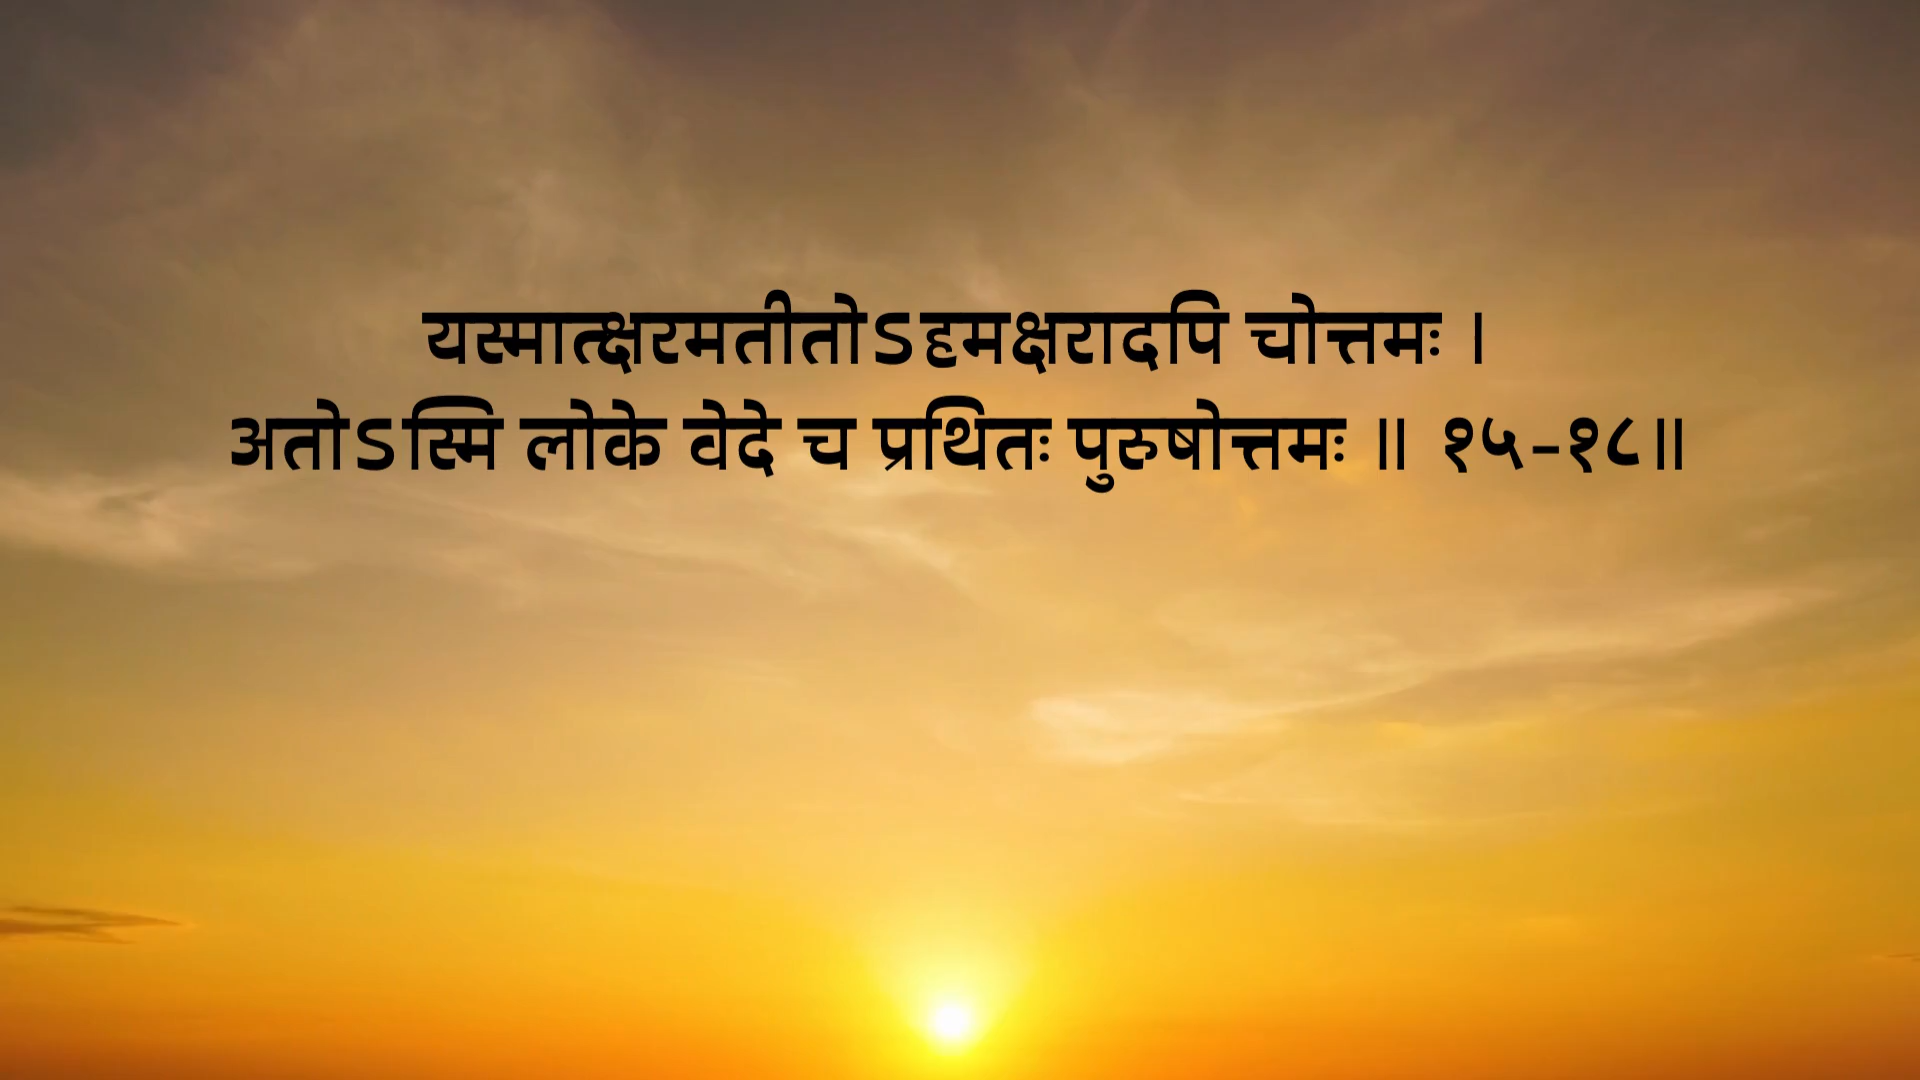 यस्मात्क्षरमतीतोऽहमक्षरादपि चोत्तमः ।
अतोऽस्मि लोके वेदे च प्रथितः पुरुषोत्तमः ॥ १५-१८॥